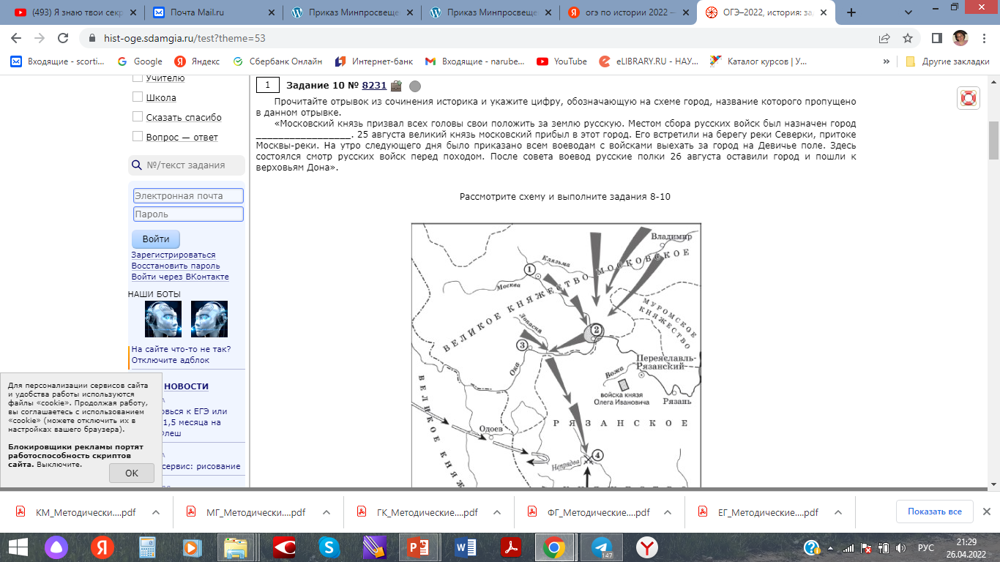 (493) Я знаю твои секр
Почта Mail.ru
Приказ Минпросвеще
Приказ Минпросвеще
огэ по истории 2022 –
ОГЭ–2022, история: за
hist-oge.sdamgia.ru/test?theme=53
Входящие - scorti...
Google
Яндекс
Сбербанк Онлайн
Интернет-банк
Входящие - narube...
YouTube
eLIBRARY.RU - НАУ...
Каталог курсов | У...
»
Другие закладки
Учителю
Школа
Сказать спасибо
Вопрос — ответ
№/текст задания
Электронная почта
Пароль
Войти
Зарегистрироваться
Восстановить пароль
Войти через ВКонтакте
НАШИ БОТЫ
На сайте что-то не так?
Отключите адблок
НОВОСТИ
овься к ЕГЭ или
1,5 месяца на
Флеш
сервис: рисование
Для персонализации сервисов сайта
и удобства работы используются
файлы «cookie». Продолжая работу,
вы соглашаетесь с использованием
«cookie» (можете отключить их в
настройках вашего браузера).
Блокировщики рекламы портят
работоспособность скриптов
сайта. Выключите.
OK
1
Задание 10 № 8231
Прочитайте отрывок из сочинения историка и укажите цифру, обозначающую на схеме город, название которого пропущено
в данном отрывке.
«Московский князь призвал всех головы свои положить за землю русскую. Местом сбора русских войск был назначен город
_________________. 25 августа великий князь московский прибыл в этот город. Его встретили на берегу реки Северки, притоке
Москвы-реки. На утро следующего дня было приказано всем воеводам с войсками выехать за город на Девичье поле. Здесь
состоялся смотр русских войск перед походом. После совета воевод русские полки 26 августа оставили город и пошли к
верховьям Дона».
Рассмотрите схему и выполните задания 8-10
Владимир
Клязьма
1
Москва
ВЕЛИКОЕ КНЯЖЕСТВО МОСКОВСКОЕ
МУРОМСКОЕ
КНЯЖЕСТВО
Лопасня
2
3
Ока
Переяславль-
Рязанский
Вожа
войска князя
Олега Ивановича
Рязань
ВЕЛИКОЕ КНЯЖ
РЯЗАНСКОЕ
Одоев
Непрядва
4
КМ_Методически....pdf
МГ_Методически....pdf
ГК_Методические....pdf
ФГ_Методические....pdf
ЕГ_Методические....pdf
Показать все
147
РУС
21:29
26.04.2022